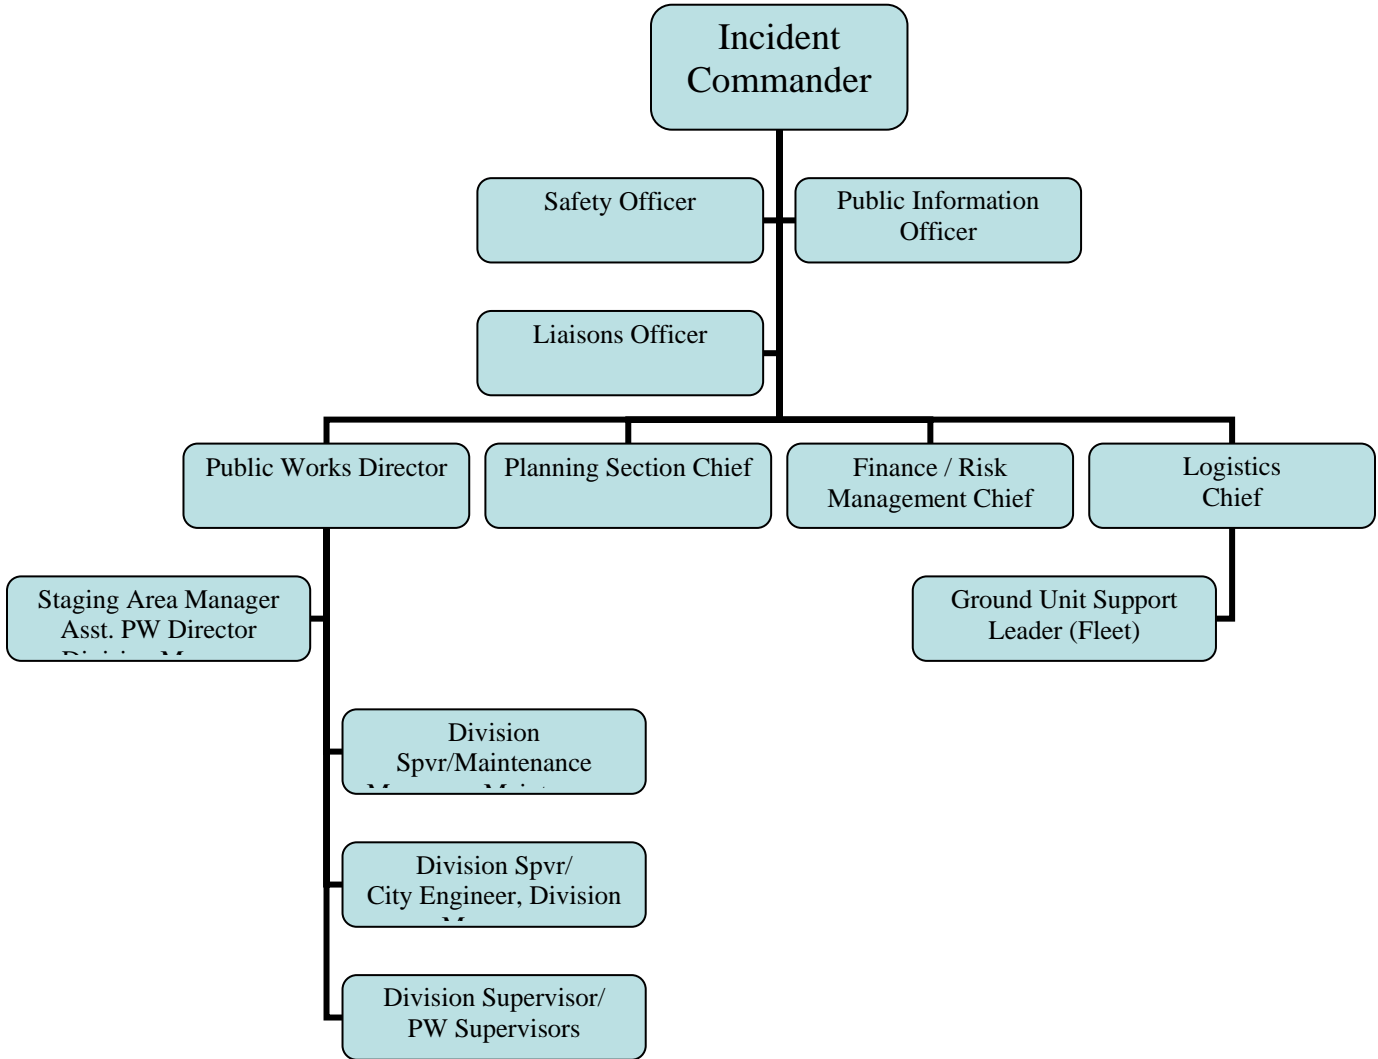 Incident
Commander
Safety Officer
Public Information
Officer
Liaisons Officer
Public Works Director
Planning Section Chief
Finance / Risk
Management Chief
Logistics
Chief
Staging Area Manager
Asst. PW Director
Ground Unit Support
Leader (Fleet)
Division
Spvr/Maintenance
Division Spvr/
City Engineer, Division
Division Supervisor/
PW Supervisors